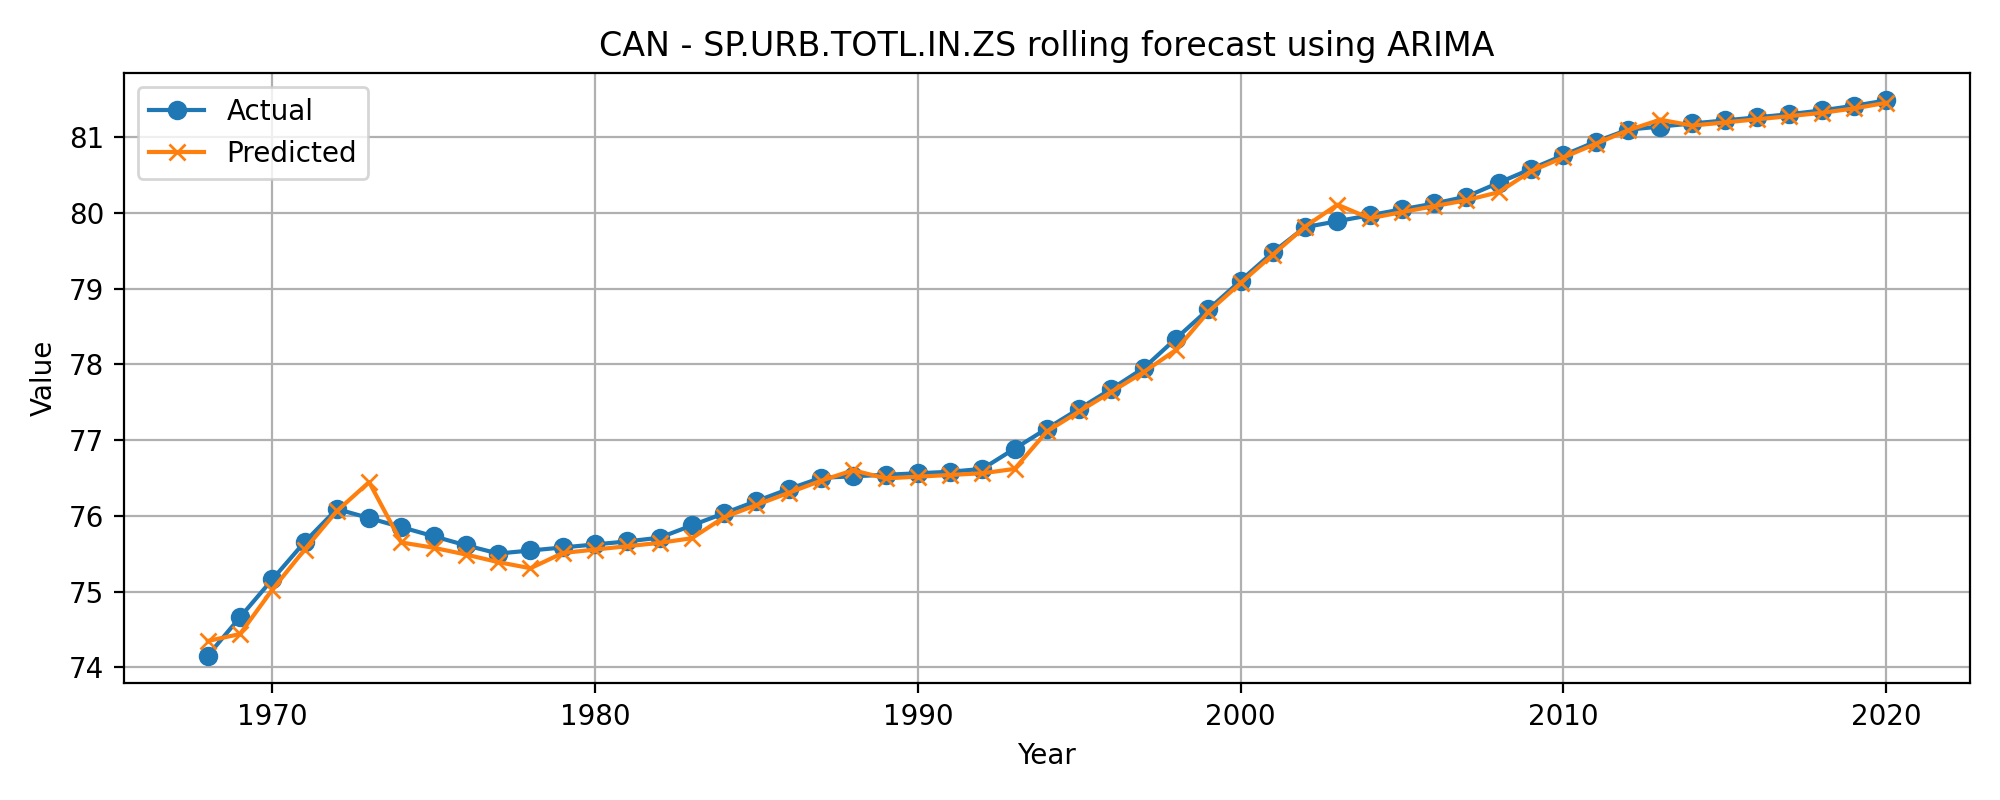 CAN - SP.URB.TOTL.IN.ZS rolling forecast using ARIMA
Actual
Predicted
81
80
79
78
77
76
75
74
Value
1970 1980 1990 2000 2010 2020
Year